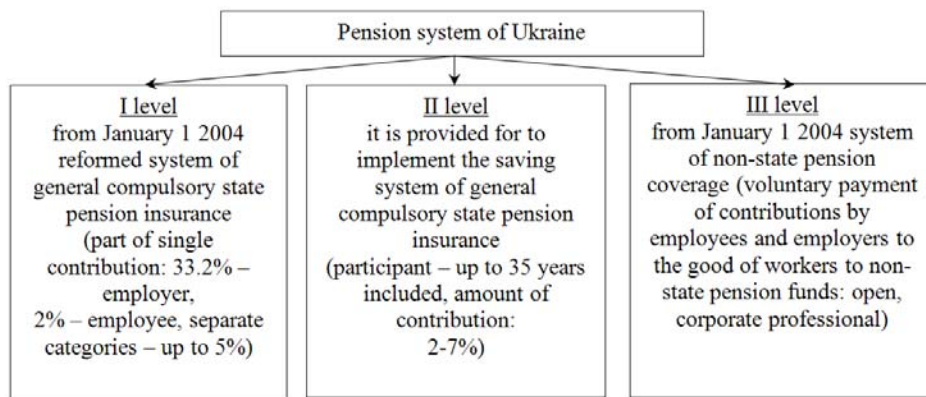 Pension system of Ukraine
I level
from January 1 2004
reformed system of
general compulsory state
pension insurance
(part of single
contribution: 33.2% –
employer,
2% – employee, separate
categories – up to 5%)
II level
it is provided for to
implement the saving
system of general
compulsory state pension
insurance
(participant – up to 35 years
included, amount of
contribution:
2-7%)
III level
from January 1 2004 system
of non-state pension
coverage (voluntary payment
of contributions by
employees and employers to
the good of workers to non-
state pension funds: open,
corporate professional)